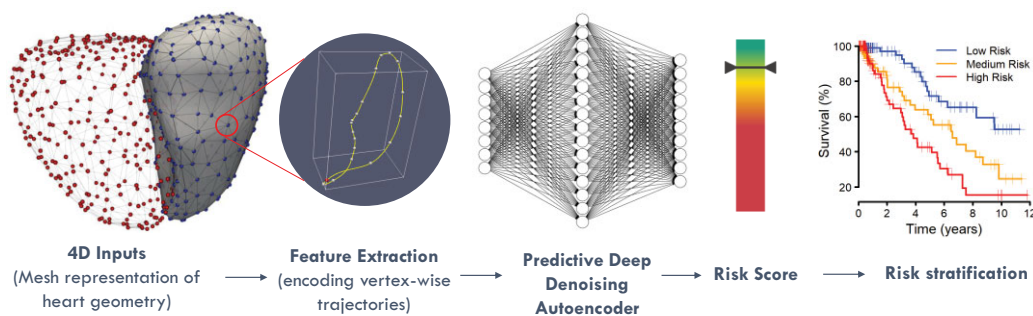 Low Risk
Medium Risk
High Risk
Survival (%)
100
80
60
40
20
0 2 4 6 8 10 12
Time (years)
4D Inputs
(Mesh representation of
heart geometry)
Feature Extraction
(encoding vertex-wise
trajectories)
Predictive Deep
Denoising
Autoencoder
Risk Score
Risk stratification